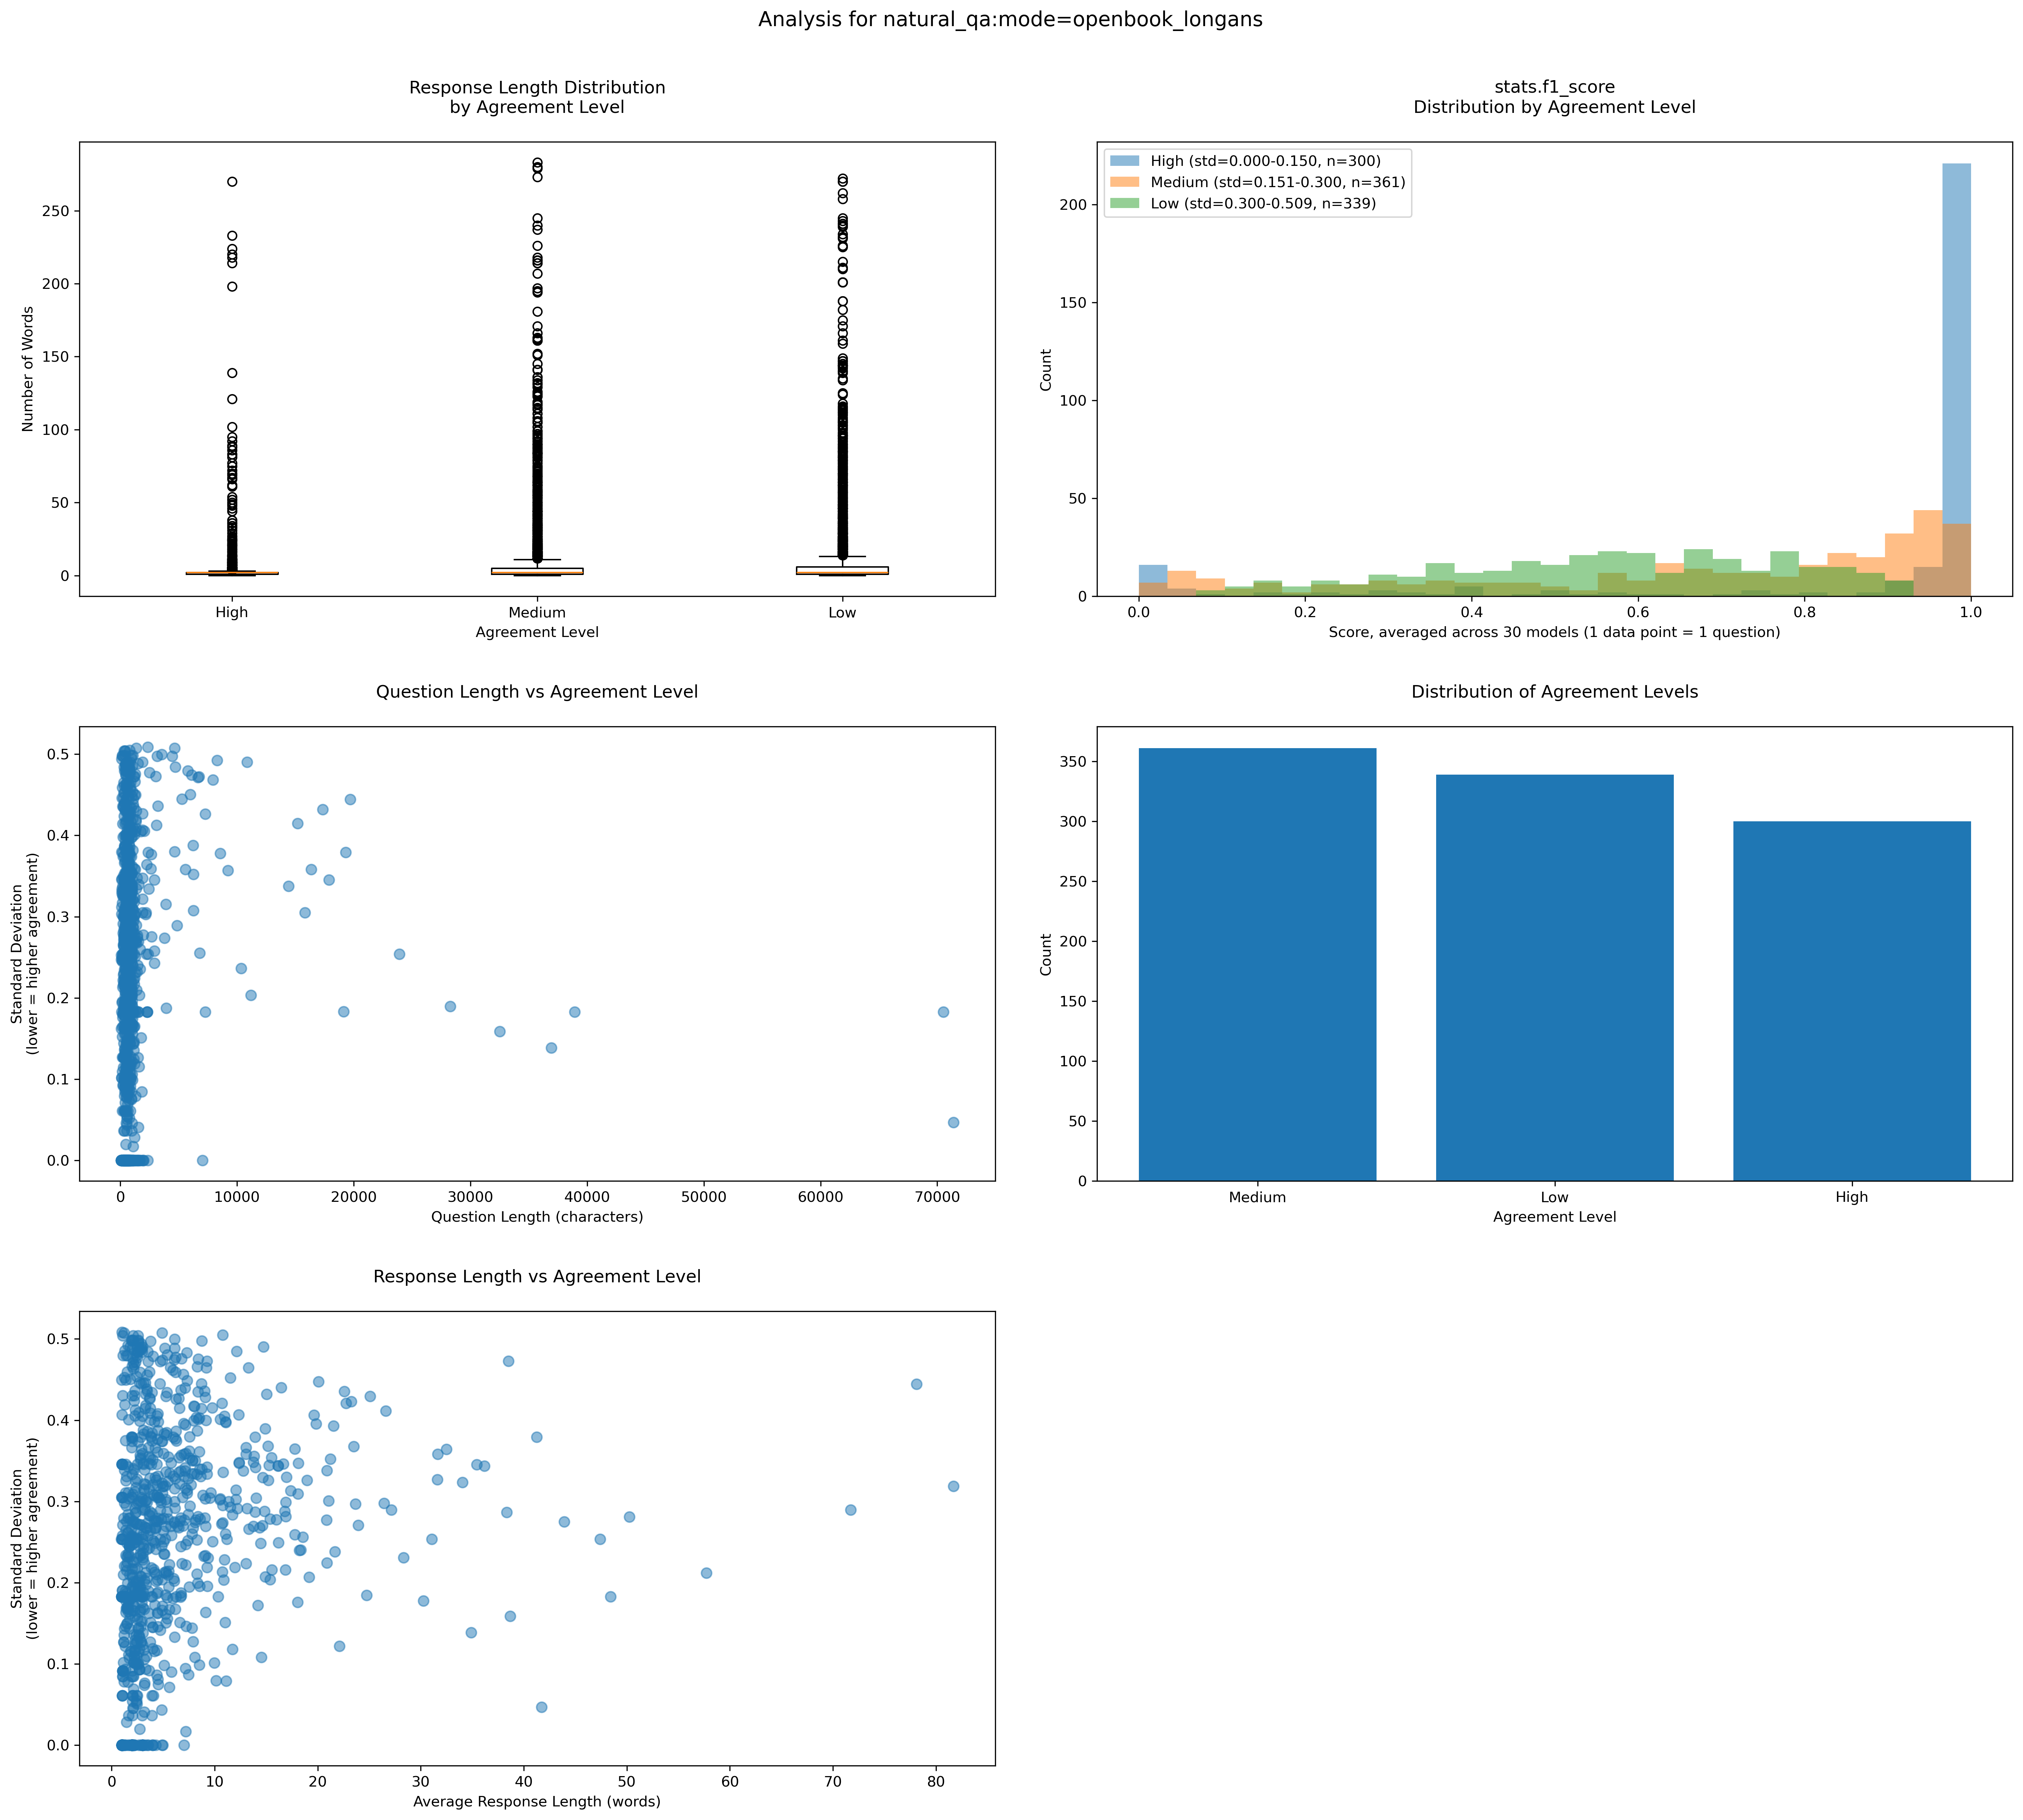 Analysis for natural_qa:mode=openbook_longans
Response Length Distribution
by Agreement Level
Number of Words
250
200
150
100
50
0
High
Medium
Low
Agreement Level
stats.f1_score
Distribution by Agreement Level
High (std=0.000-0.150, n=300)
Medium (std=0.151-0.300, n=361)
Low (std=0.300-0.509, n=339)
Count
200
150
100
50
0
0.0
0.2
0.4
0.6
0.8
1.0
Score, averaged across 30 models (1 data point = 1 question)
Question Length vs Agreement Level
Standard Deviation
(lower = higher agreement)
0.5
0.4
0.3
0.2
0.1
0.0
0
10000
20000
30000
40000
50000
60000
70000
Question Length (characters)
Distribution of Agreement Levels
Count
350
300
250
200
150
100
50
0
Medium
Low
High
Agreement Level
Response Length vs Agreement Level
Standard Deviation
(lower = higher agreement)
0.5
0.4
0.3
0.2
0.1
0.0
0
10
20
30
40
50
60
70
80
Average Response Length (words)